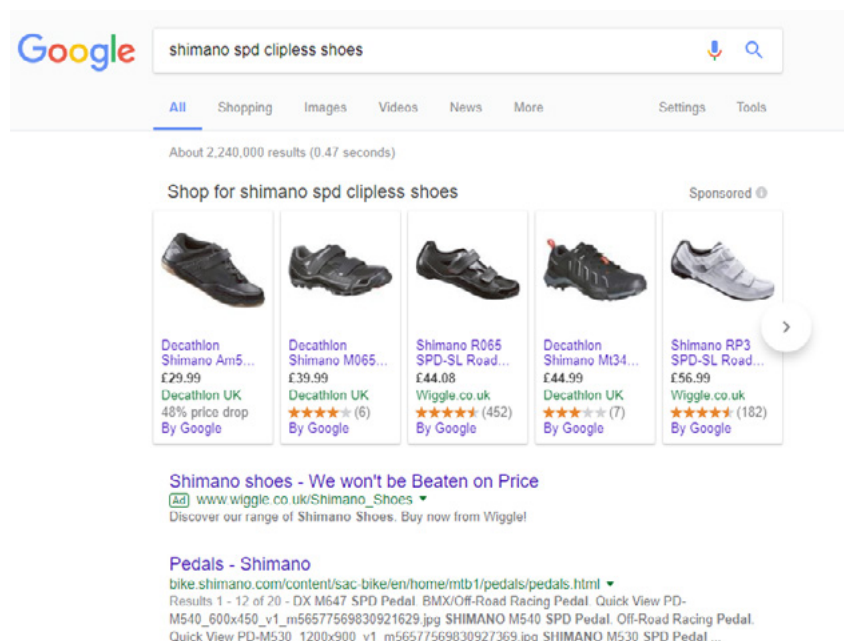 Google
shimano spd clipless shoes
All Shopping Images Videos News More Settings Tools
About 2,240,000 results (0.47 seconds)
Shop for shimano spd clipless shoes
Sponsored
Decathlon
Shimano Am5...
£29.99
Decathlon UK
48% price drop
By Google
Decathlon
Shimano M065...
£39.99
Decathlon UK
(6)
By Google
Shimano R065
SPD-SL Road...
£44.08
Wiggle.co.uk
(452)
By Google
Decathlon
Shimano Mt34...
£44.99
Decathlon UK
(7)
By Google
Shimano RP3
SPD-SL Road...
£56.99
Wiggle.co.uk
(182)
By Google
Shimano shoes - We won't be Beaten on Price
Ad www.wiggle.co.uk/Shimano_Shoes
Discover our range of Shimano Shoes. Buy now from Wiggle!
Pedals - Shimano
bike.shimano.com/content/sac-bike/en/home/mtb1/pedals/pedals.html
Results 1 - 12 of 20 - DX M647 SPD Pedal. BMX/Off-Road Racing Pedal. Quick View PD-
M540_600x450_v1_m56577569830921629.jpg SHIMANO M540 SPD Pedal. Off-Road Racing Pedal.
Quick View PD-M530_1200x900_v1_m56577569830927369.jpg SHIMANO M530 SPD Pedal ...